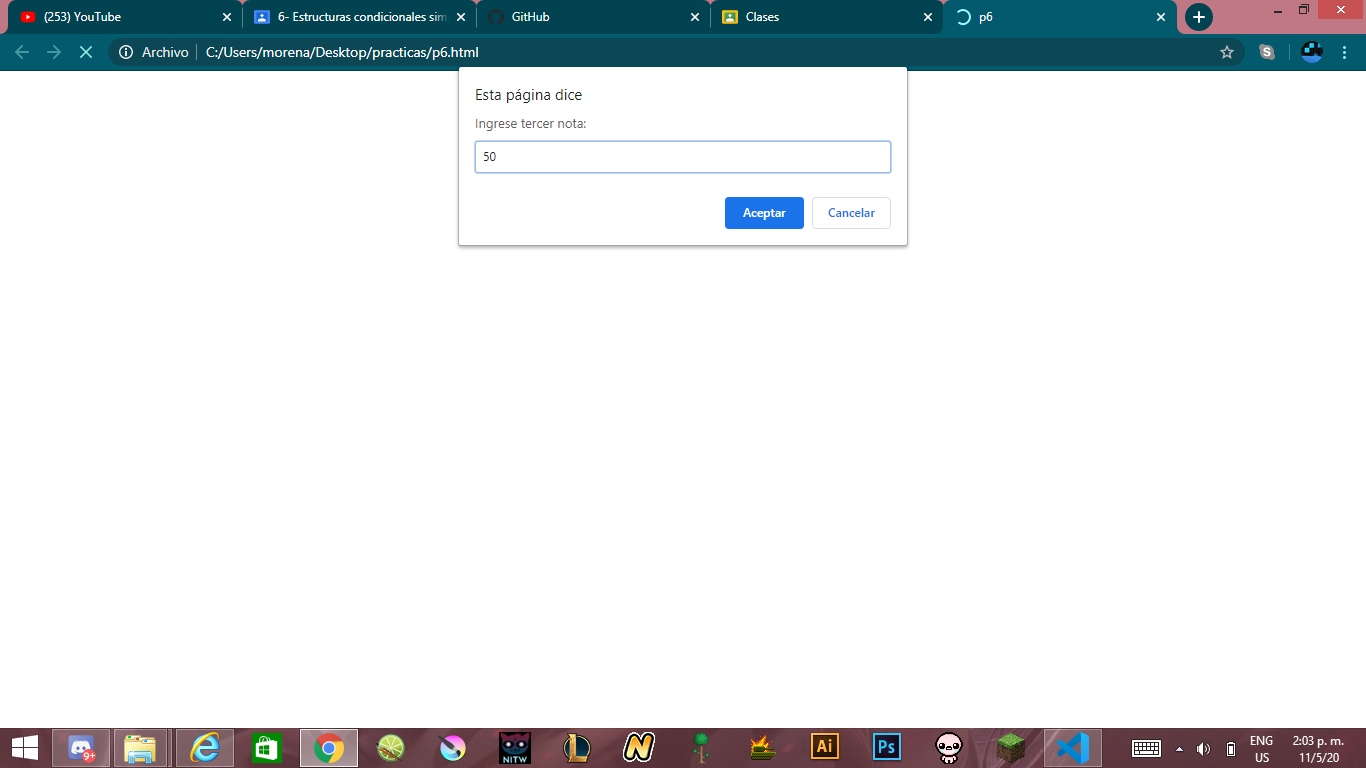 (253) YouTube
6- Estructuras condicionales sim
GitHub
Clases
p6
Archivo
C:/Users/morena/Desktop/practicas/p6.html
Esta página dice
Ingrese tercer nota:
50
Aceptar
Cancelar
9+
NITW
N
Ai
Ps
ENG
US
2:03 p. m.
11/5/20